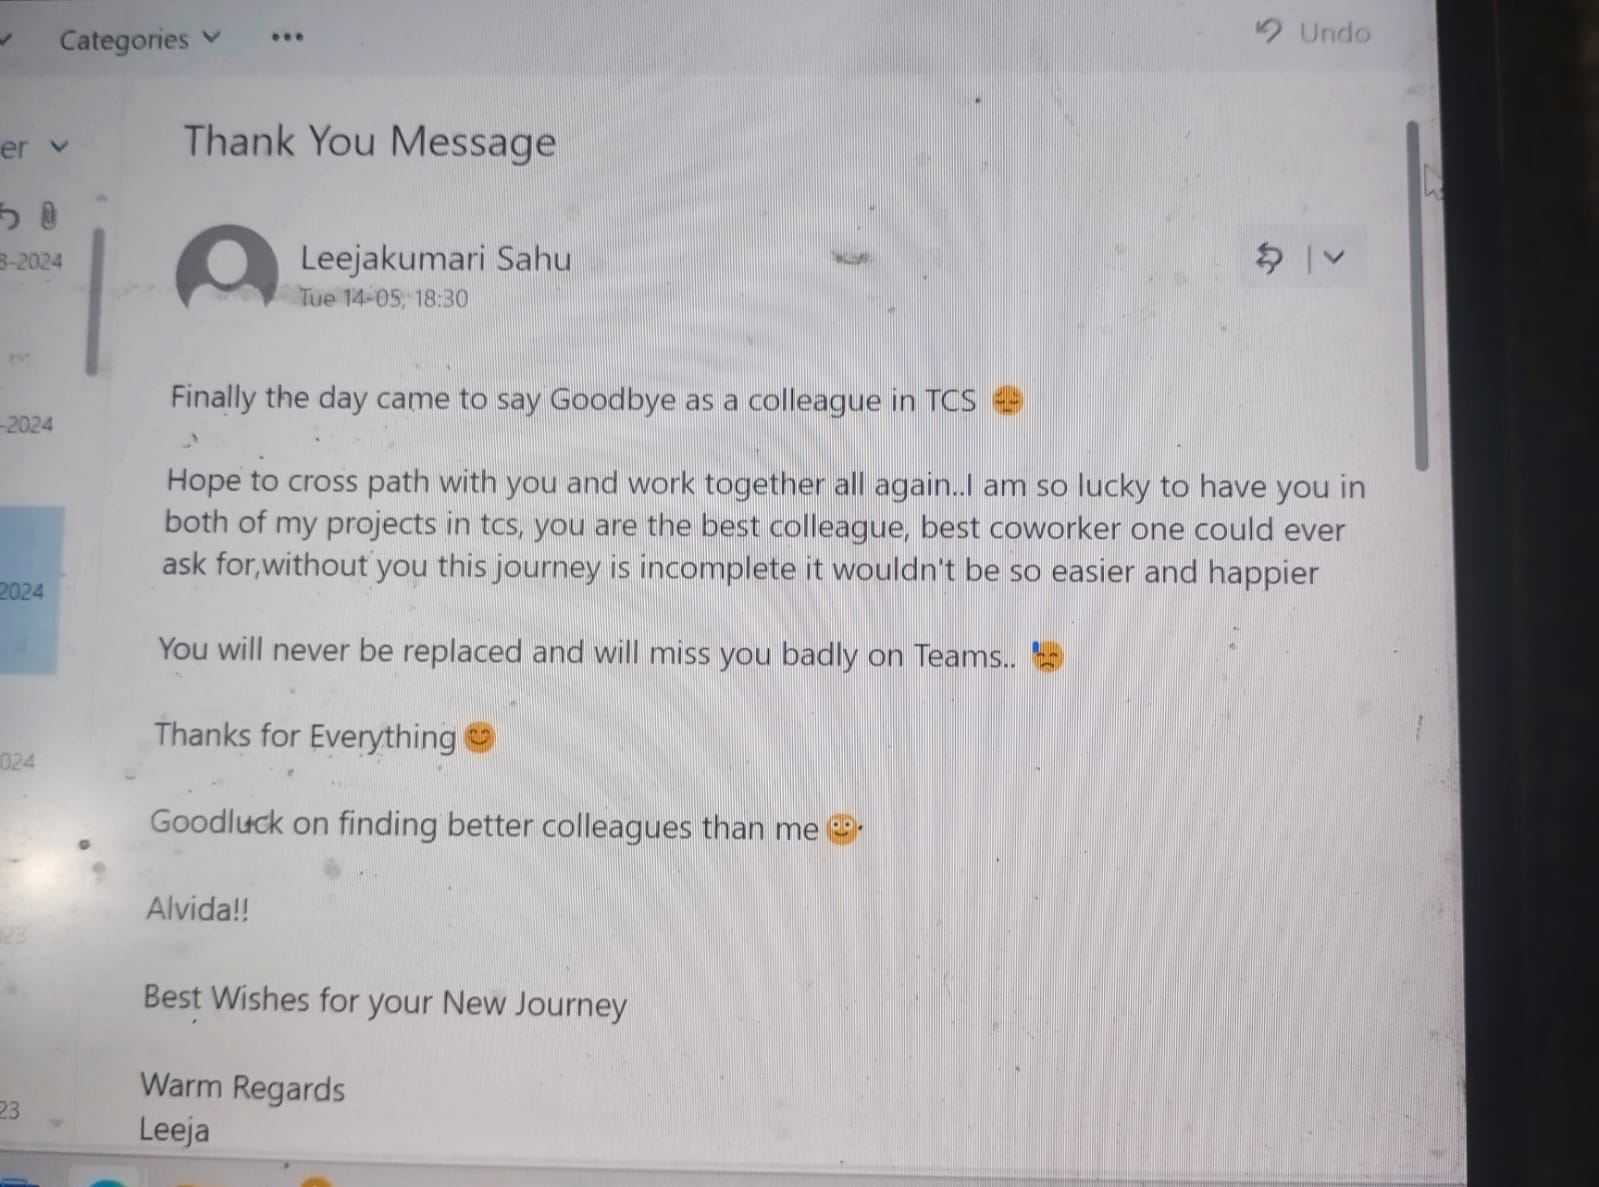 Categories
Undo
Thank You Message
er
Leejakumari Sahu
-2024
Tue 14-05, 18:30
Finally the day came to say Goodbye as a colleague in TCS
-2024
Hope to cross path with you and work together all again..I am so lucky to have you in
both of my projects in tcs, you are the best colleague, best coworker one could ever
ask for,without you this journey is incomplete it wouldn't be so easier and happier
2024
You will never be replaced and will miss you badly on Teams.. 
Thanks for Everything 😊
024
Goodluck on finding better colleagues than me
Alvida!!
23
Best Wishes for your New Journey
Warm Regards
23
Leeja